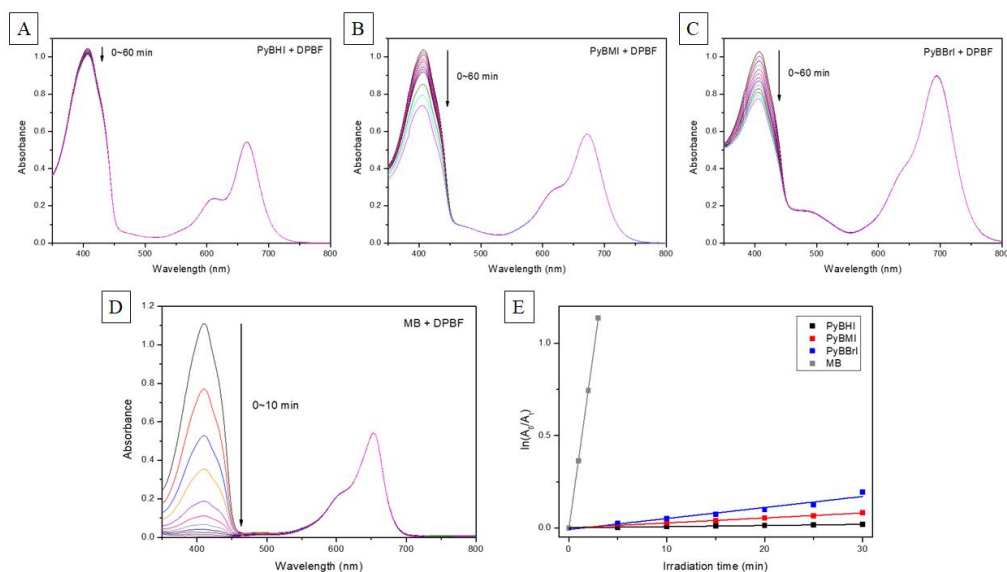 A
PyBHI + DPBF
0~60 min
Absorbance
1.0
0.8
0.6
0.4
0.2
0.0
400
500
600
700
800
Wavelength (nm)
B
PyBMI + DPBF
0~60 min
Absorbance
1.0
0.8
0.6
0.4
0.2
0.0
400
500
600
700
800
Wavelength (nm)
C
PyBBrI + DPBF
0~60 min
Absorbance
1.0
0.8
0.6
0.4
0.2
0.0
400
500
600
700
800
Wavelength (nm)
D
MB + DPBF
0~10 min
Absorbance
1.2
1.0
0.8
0.6
0.4
0.2
0.0
400
500
600
700
800
Wavelength (nm)
E
PyBHI
PyBMI
PyBBrI
MB
ln(A0/At)
1.0
0.5
0.0
0
5
10
15
20
25
30
Irradiation time (min)